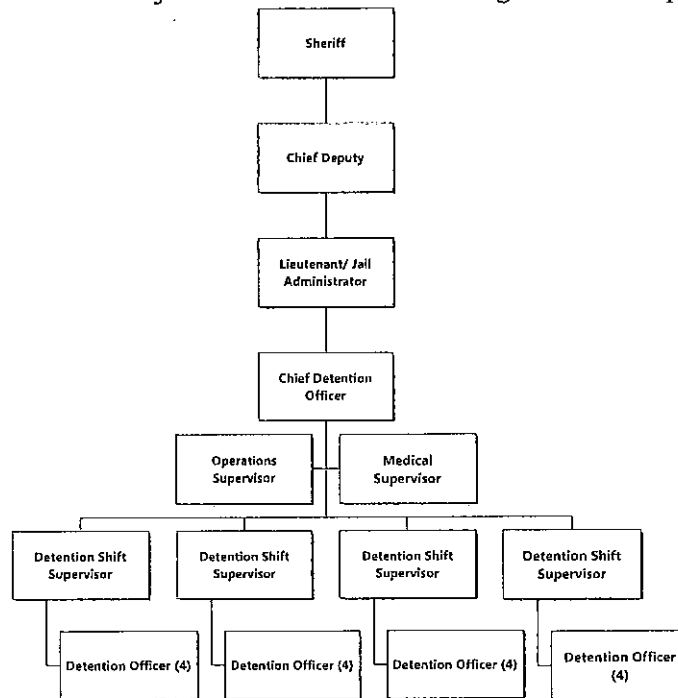 Sheriff
Chief Deputy
Lieutenant/ Jail
Administrator
Chief Detention
Officer
Operations
Supervisor
Medical
Supervisor
Detention Shift
Supervisor
Detention Shift
Supervisor
Detention Shift
Supervisor
Detention Shift
Supervisor
Detention Officer (4)
Detention Officer (4)
Detention Officer (4)
Detention Officer
(4)